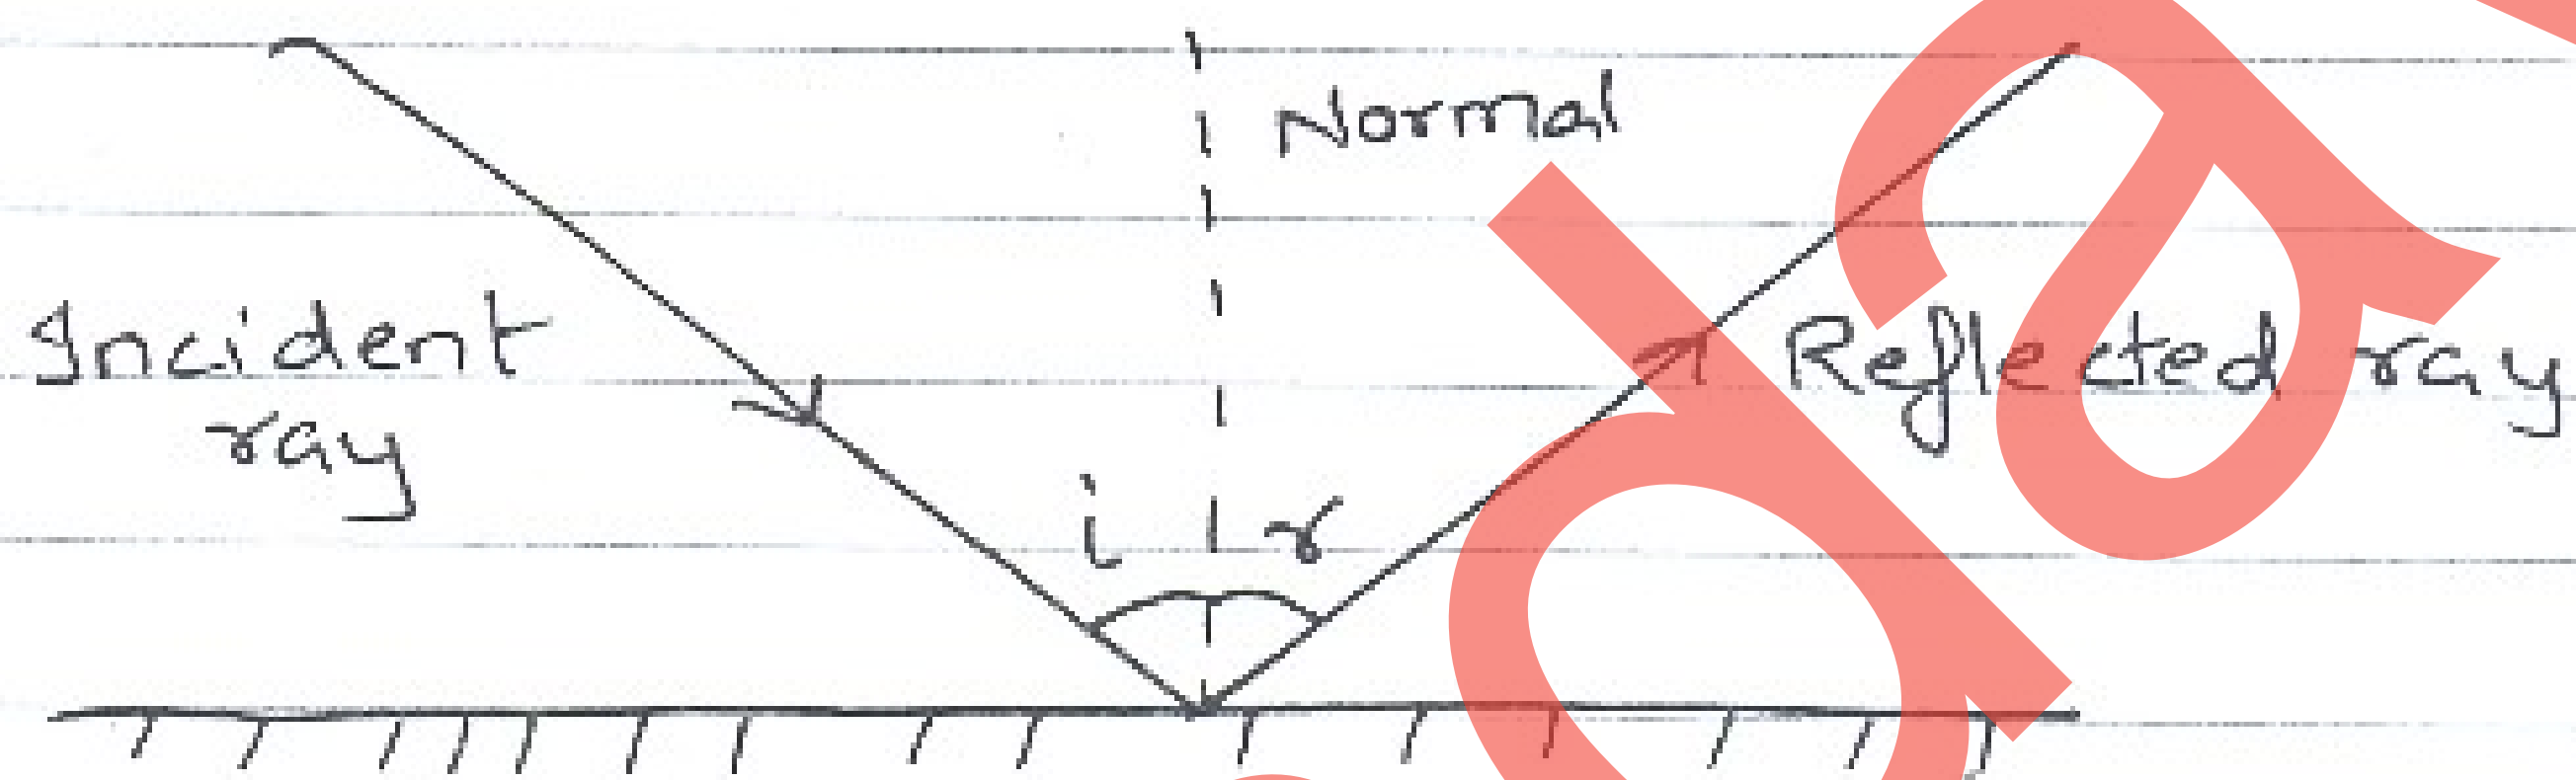 Normal
Incident
ray
Reflected ray
i r